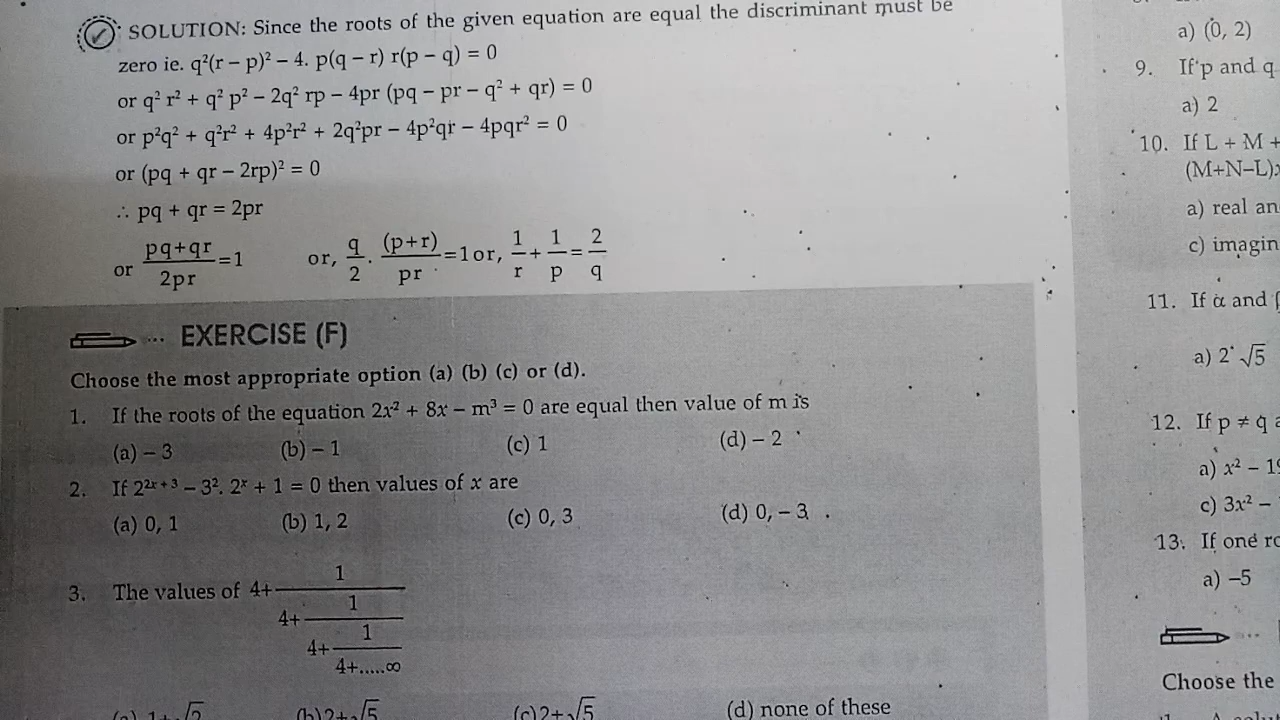 SOLUTION: Since the roots of the given equation are equal the discriminant must be
zero ie. q²(r – p)² – 4. p(q – r) r(p – q) = 0
or q² r² + q² p² – 2q² rp – 4pr (pq – pr – q² + qr) = 0
or p²q² + q²r² + 4p²r² + 2q²pr – 4p²qr – 4pqr² = 0
or (pq + qr – 2rp)² = 0
∴ pq + qr = 2pr
or (pq+qr)/2pr =1 or, q/2 . (p+r)/pr =1 or, 1/r + 1/p = 2/q
EXERCISE (F)
Choose the most appropriate option (a) (b) (c) or (d).
1. If the roots of the equation 2x² + 8x – m³ = 0 are equal then value of m is
(a) – 3 (b) – 1 (c) 1 (d) – 2
2. If 2²ˣ⁺³ – 3². 2ˣ + 1 = 0 then values of x are
(a) 0, 1 (b) 1, 2 (c) 0, 3 (d) 0, – 3
3. The values of 4+
1
4+
1
4+
1
4+.....∞
(b) 2+√5 (c) 2+√5 (d) none of these
a) (0, 2)
9. If p and q
a) 2
10. If L + M +
(M+N–L)
a) real an
c) imagin
11. If α and
a) 2 √5
12. If p ≠ q
a) x² – 1
c) 3x² –
13. If one ro
a) –5
Choose the